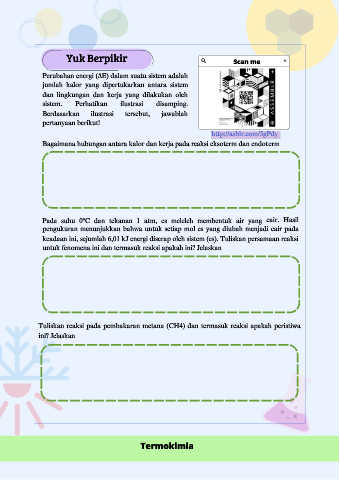 Yuk Berpikir
Perubahan energi (ΔE) dalam suatu sistem adalah
jumlah kalor yang dipertukarkan antara sistem
dan lingkungan dan kerja yang dilakukan oleh
sistem. Perhatikan ilustrasi disamping.
Berdasarkan ilustrasi tersebut, jawablah
pertanyaan berikut!
Scan me
ASSEMBLR
Bagaimana hubungan antara kalor dan kerja pada reaksi eksoterm dan endoterm
Pada suhu 0°C dan tekanan 1 atm, es meleleh membentuk air yang cair. Hasil
pengukuran menunjukkan bahwa untuk setiap mol es yang diubah menjadi cair pada
keadaan ini, sejumlah 6,01 kJ energi diserap oleh sistem (es). Tuliskan persamaan reaksi
untuk fenomena ini dan termasuk reaksi apakah ini? Jelaskan
Tuliskan reaksi pada pembakaran metana (CH4) dan termasuk reaksi apakah peristiwa
ini? Jelaskan
Termokimia